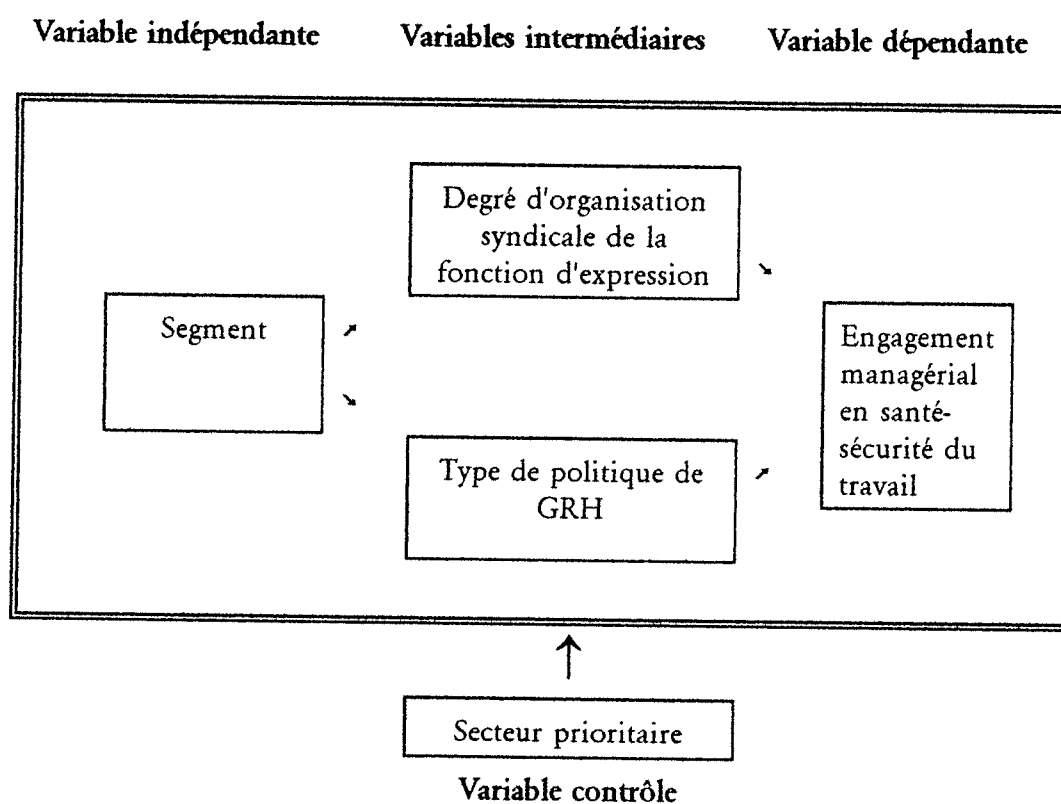 Variable indépendante
Variables intermédiaires
Variable dépendante
Degré d'organisation
syndicale de la
fonction d'expression
Segment
Engagement
managérial
en santé-
sécurité du
travail
Type de politique de
GRH
Secteur prioritaire
Variable contrôle